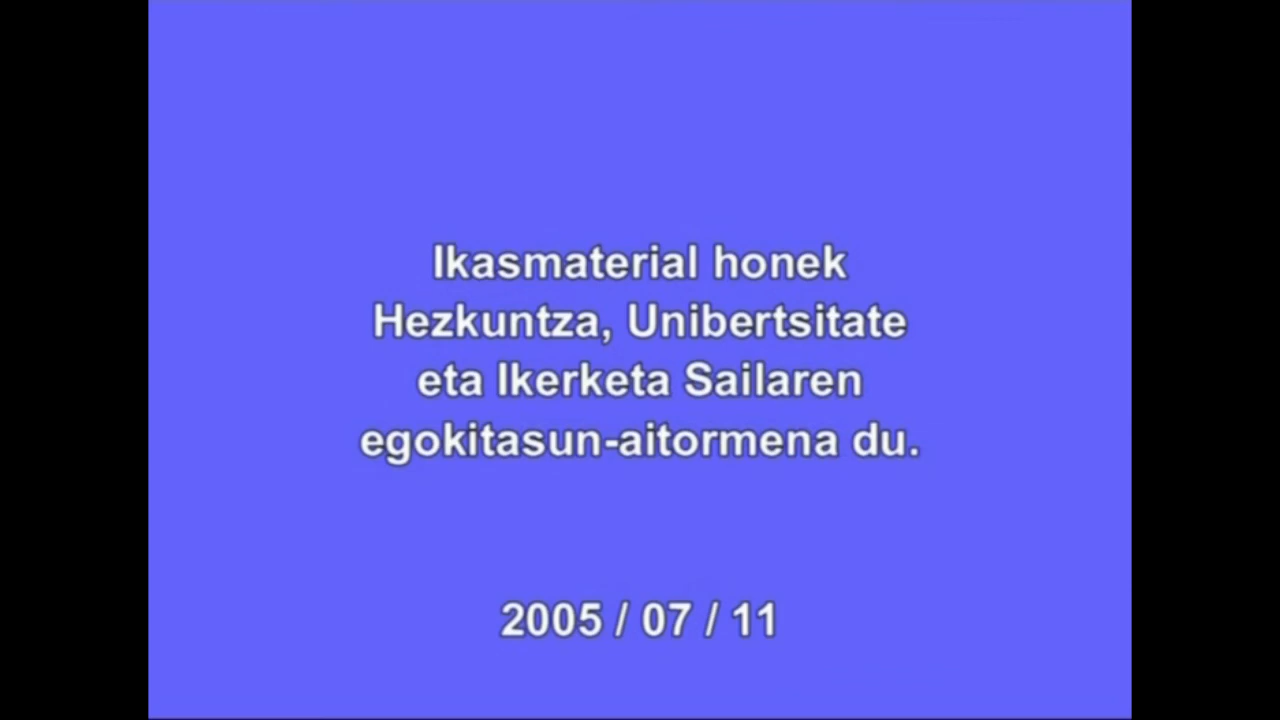 Ikasmaterial honek
Hezkuntza, Unibertsitate
eta Ikerketa Sailaren
egokitasun-aitormena du.
2005 / 07 / 11